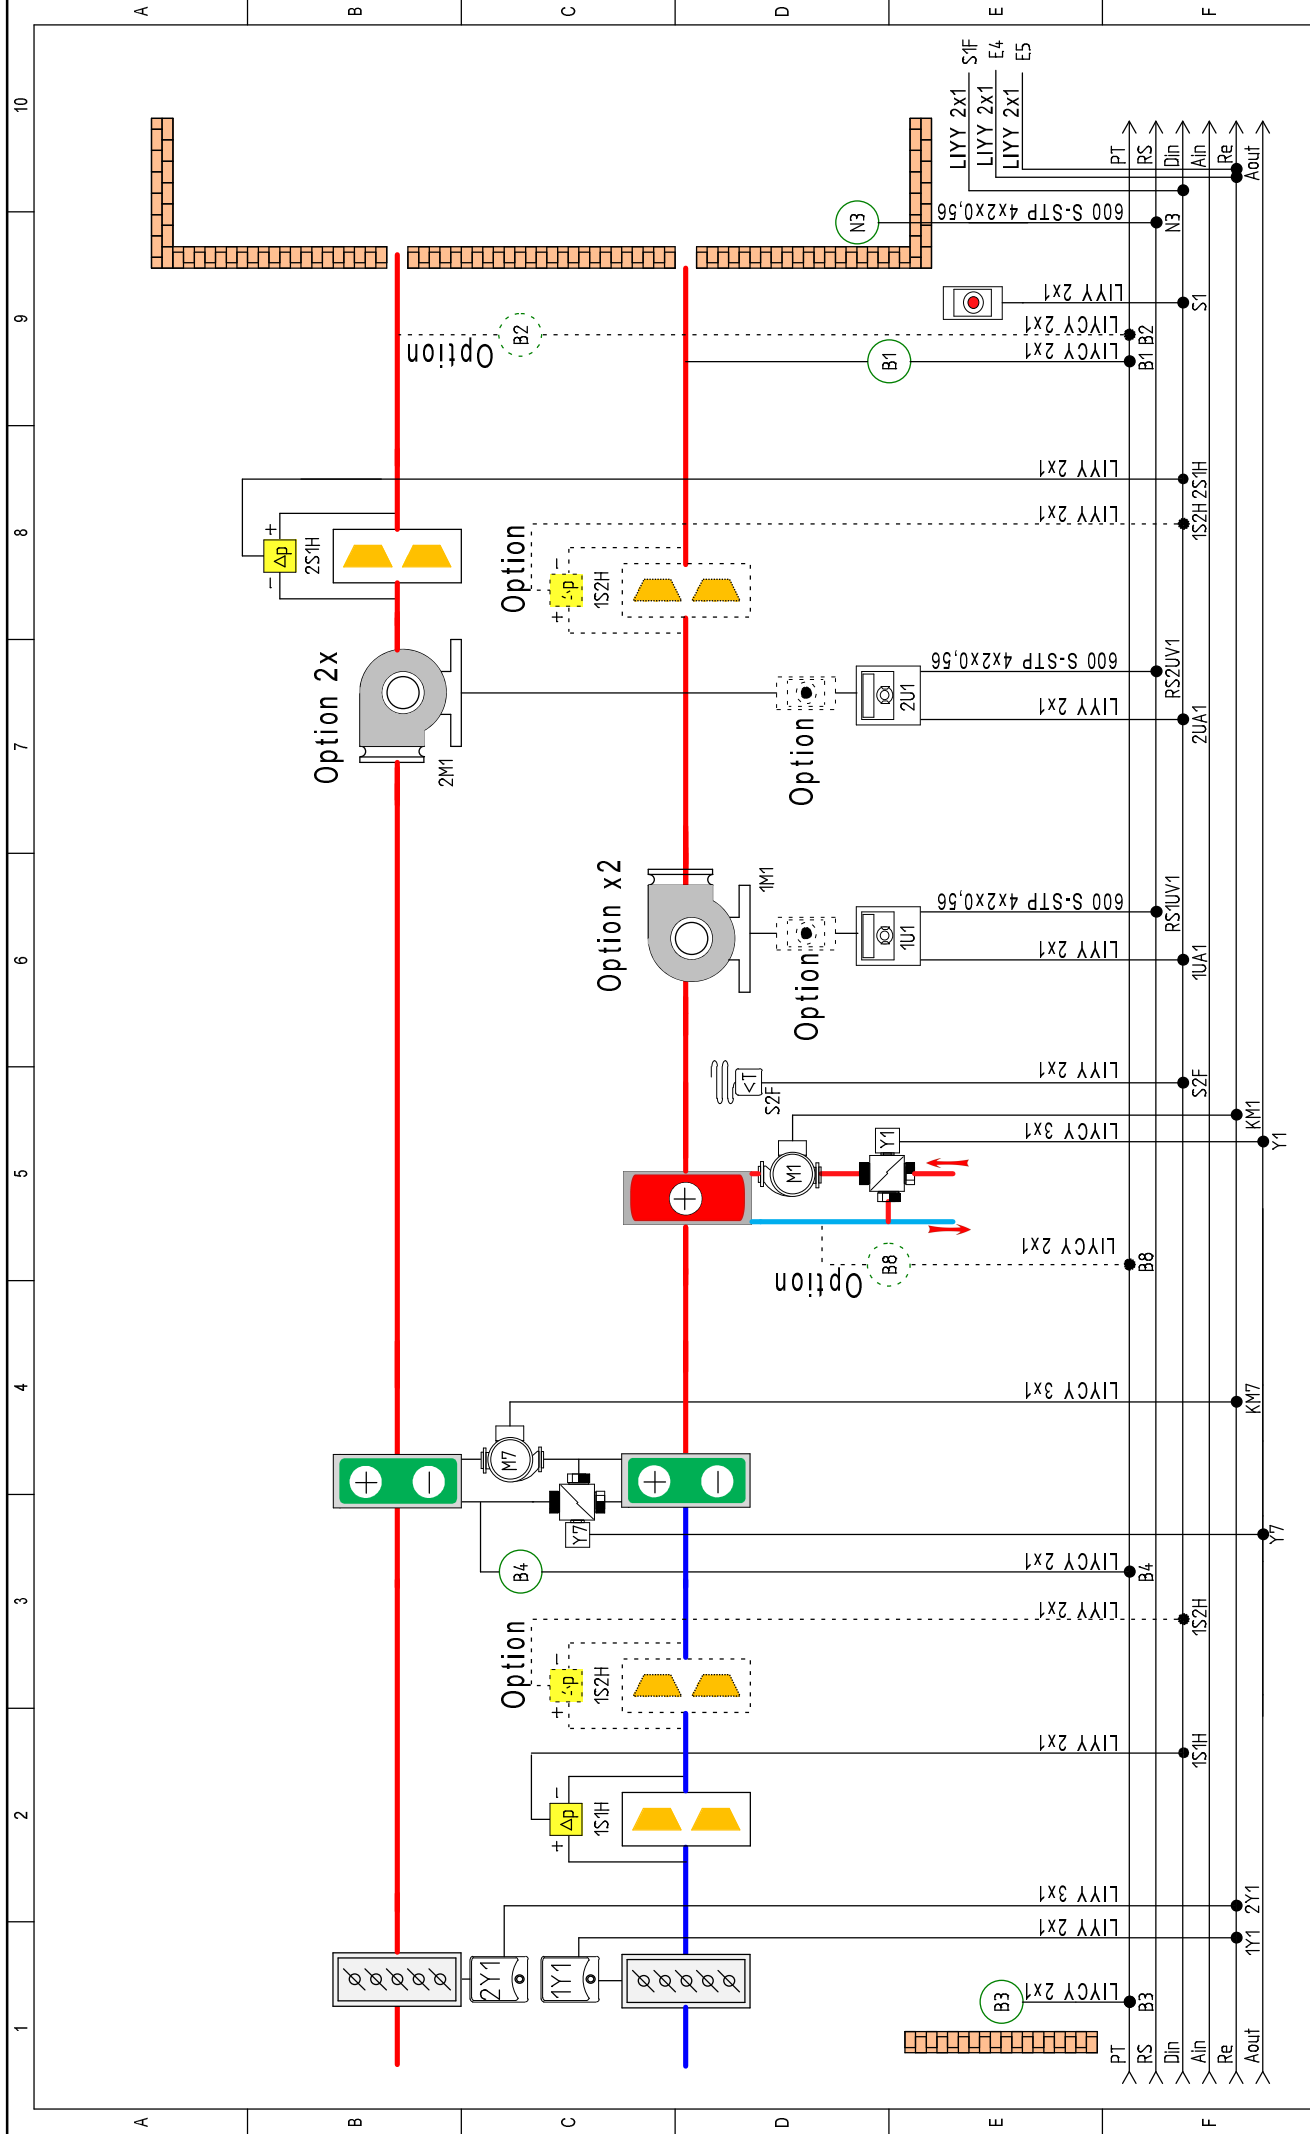 A B C D E F
10
9
8
7
6
5
4
3
2
1
S1F
E4
E5
LIYY 2x1
LIYY 2x1
LIYY 2x1
PT
RS
Din
Ain
Re
Aout
N3
600 S-STP 4x2x0,56
N3
LIYY 2x1
S1
Option
B2
LIYCY 2x1
B2
B1
LIYCY 2x1
B1
- Δp +
2S1H
LIYY 2x1
2S1H
Option
+ Δp -
1S2H
LIYY 2x1
1S2H
Option 2x
2M1
Option
2U1
600 S-STP 4x2x0,56
RS2UV1
LIYY 2x1
2UA1
Option x2
1M1
Option
1U1
600 S-STP 4x2x0,56
RS1UV1
LIYY 2x1
1UA1
<T
S2F
LIYY 2x1
S2F
M1
KM1
Y1
LIYCY 3x1
Y1
+
Option
B8
LIYCY 2x1
B8
+ -
M7
+ -
LIYCY 3x1
KM7
Y7
Y7
B4
LIYCY 2x1
B4
Option
+ Δp -
1S2H
LIYY 2x1
1S2H
+ Δp -
1S1H
LIYY 2x1
1S1H
2Y1
LIYY 3x1
2Y1
1Y1
LIYY 2x1
1Y1
B3
LIYCY 2x1
B3
PT
RS
Din
Ain
Re
Aout
A B C D E F